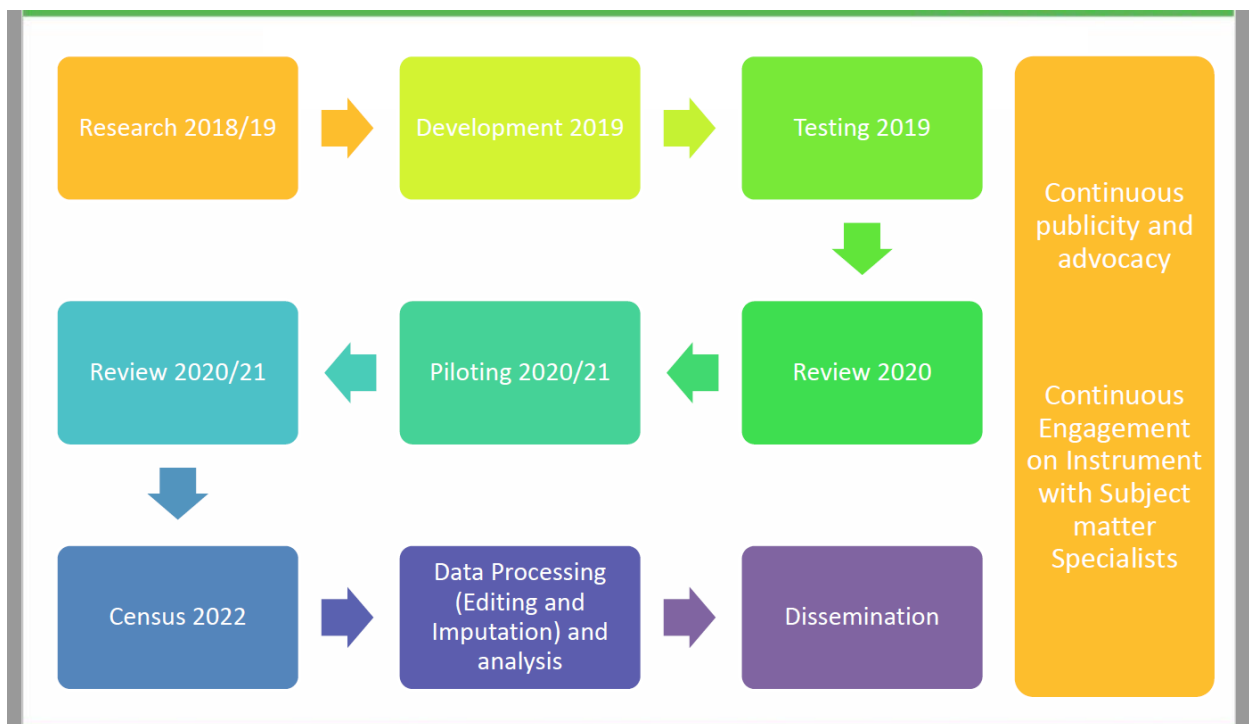 Research 2018/19
Development 2019
Testing 2019
Review 2020
Piloting 2020/21
Review 2020/21
Census 2022
Data Processing
(Editing and
Imputation) and
analysis
Dissemination
Continuous
publicity and
advocacy
Continuous
Engagement
on Instrument
with Subject
matter
Specialists